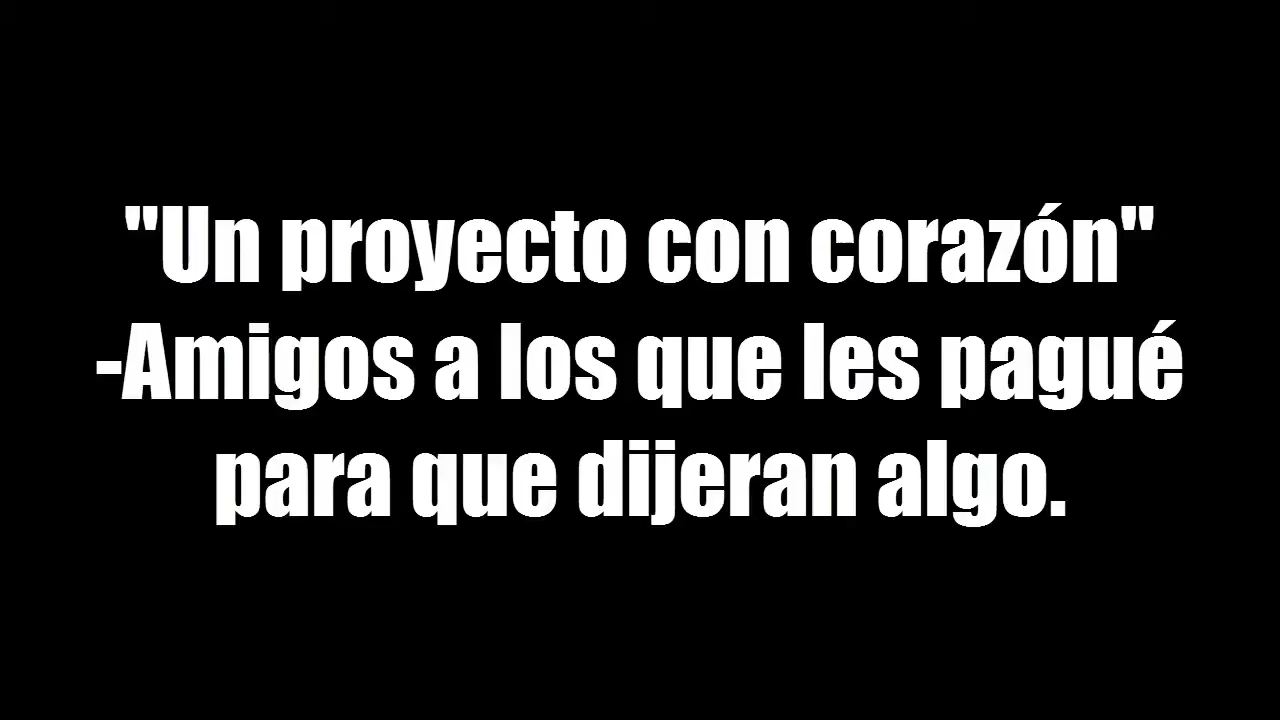 "Un proyecto con corazón"
-Amigos a los que les pagué
para que dijeran algo.